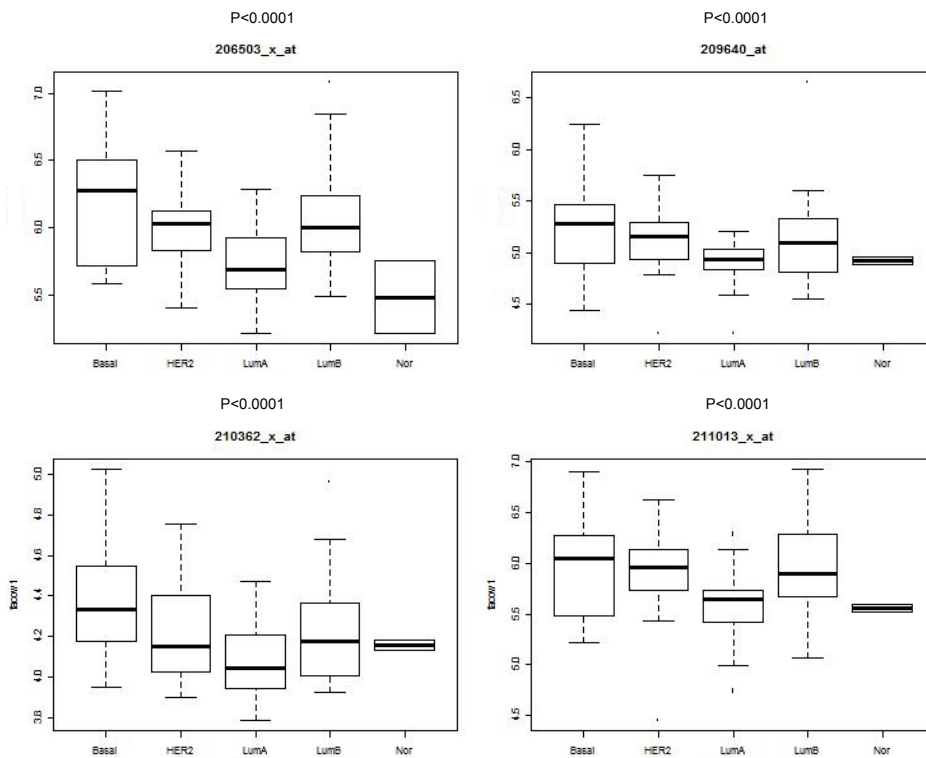 P<0.0001
206503_x_at
7.0
6.5
6.0
5.5
Basal HER2 LumA LumB Nor
P<0.0001
209640_at
6.5
6.0
5.5
5.0
4.5
Basal HER2 LumA LumB Nor
P<0.0001
210362_x_at
5.0
4.8
4.6
4.4
4.2
4.0
3.8
Basal HER2 LumA LumB Nor
P<0.0001
211013_x_at
7.0
6.5
6.0
5.5
5.0
4.5
Basal HER2 LumA LumB Nor